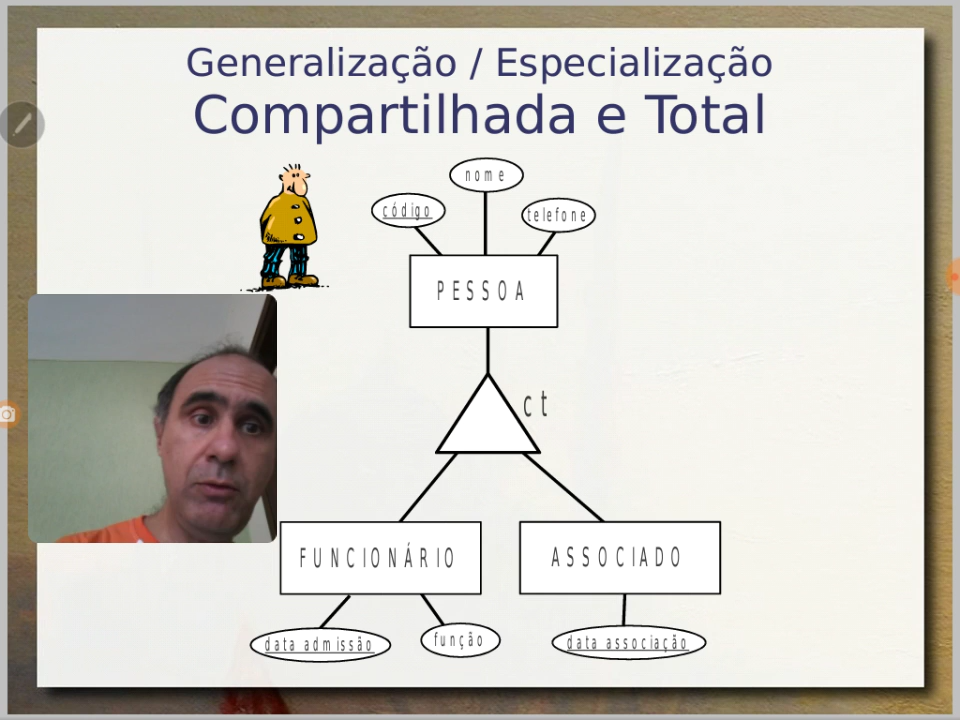 Generalização / Especialização
Compartilhada e Total
nome
código
telefone
PESSOA
ct
FUNCIONÁRIO
ASSOCIADO
data admissão
função
data associação